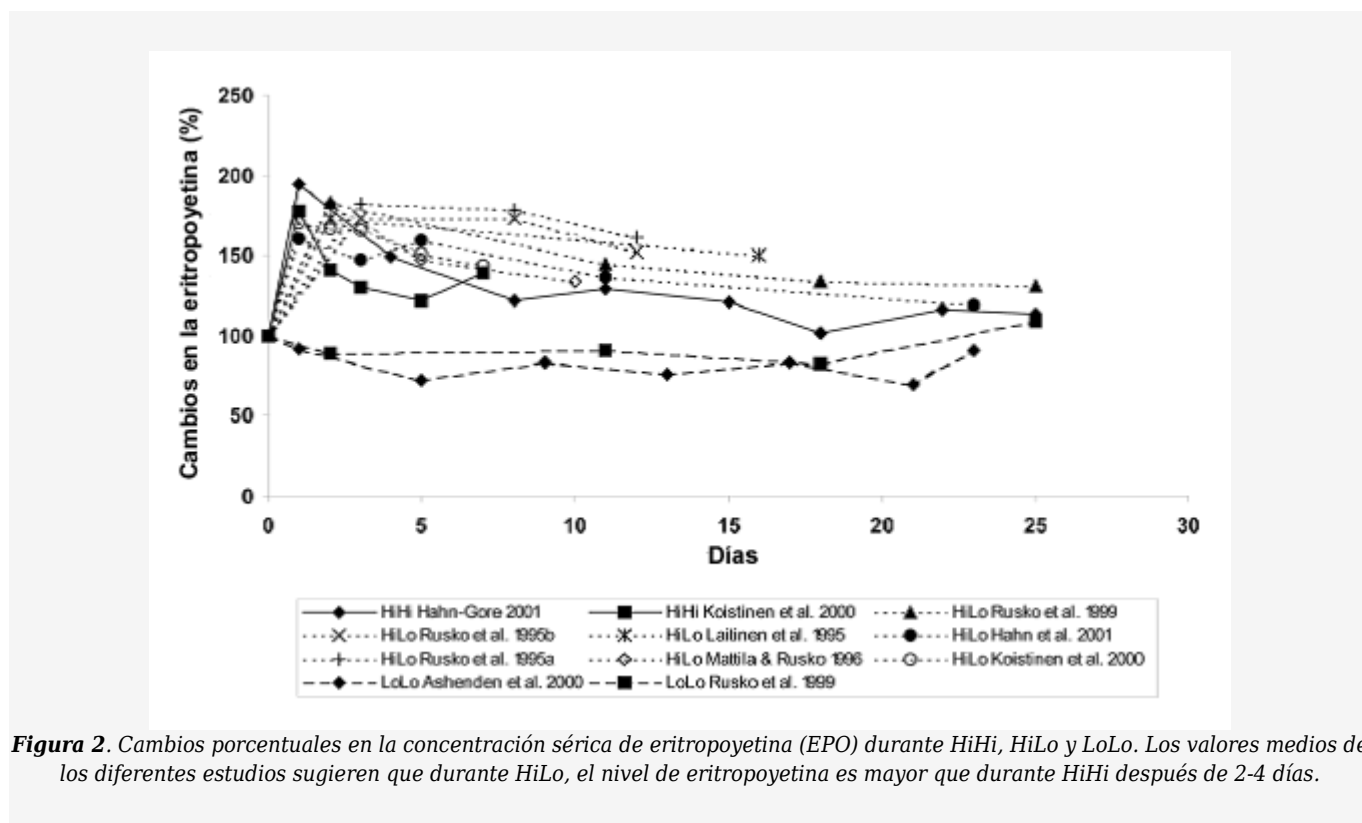 250
200
150
100
50
0
Cambios en la eritropoyetina (%)
0 5 10 15 20 25 30
Días
HiHi Hahn-Gore 2001 HiHi Koistinen et al. 2000 HiLo Rusko et al. 1999
HiLo Rusko et al. 1995b HiLo Laitinen et al. 1995 HiLo Hahn et al. 2001
HiLo Rusko et al. 1995a HiLo Mattila & Rusko 1996 HiLo Koistinen et al. 2000
LoLo Ashenden et al. 2000 LoLo Rusko et al. 1999
Figura 2. Cambios porcentuales en la concentración sérica de eritropoyetina (EPO) durante HiHi, HiLo y LoLo. Los valores medios de
los diferentes estudios sugieren que durante HiLo, el nivel de eritropoyetina es mayor que durante HiHi después de 2-4 días.